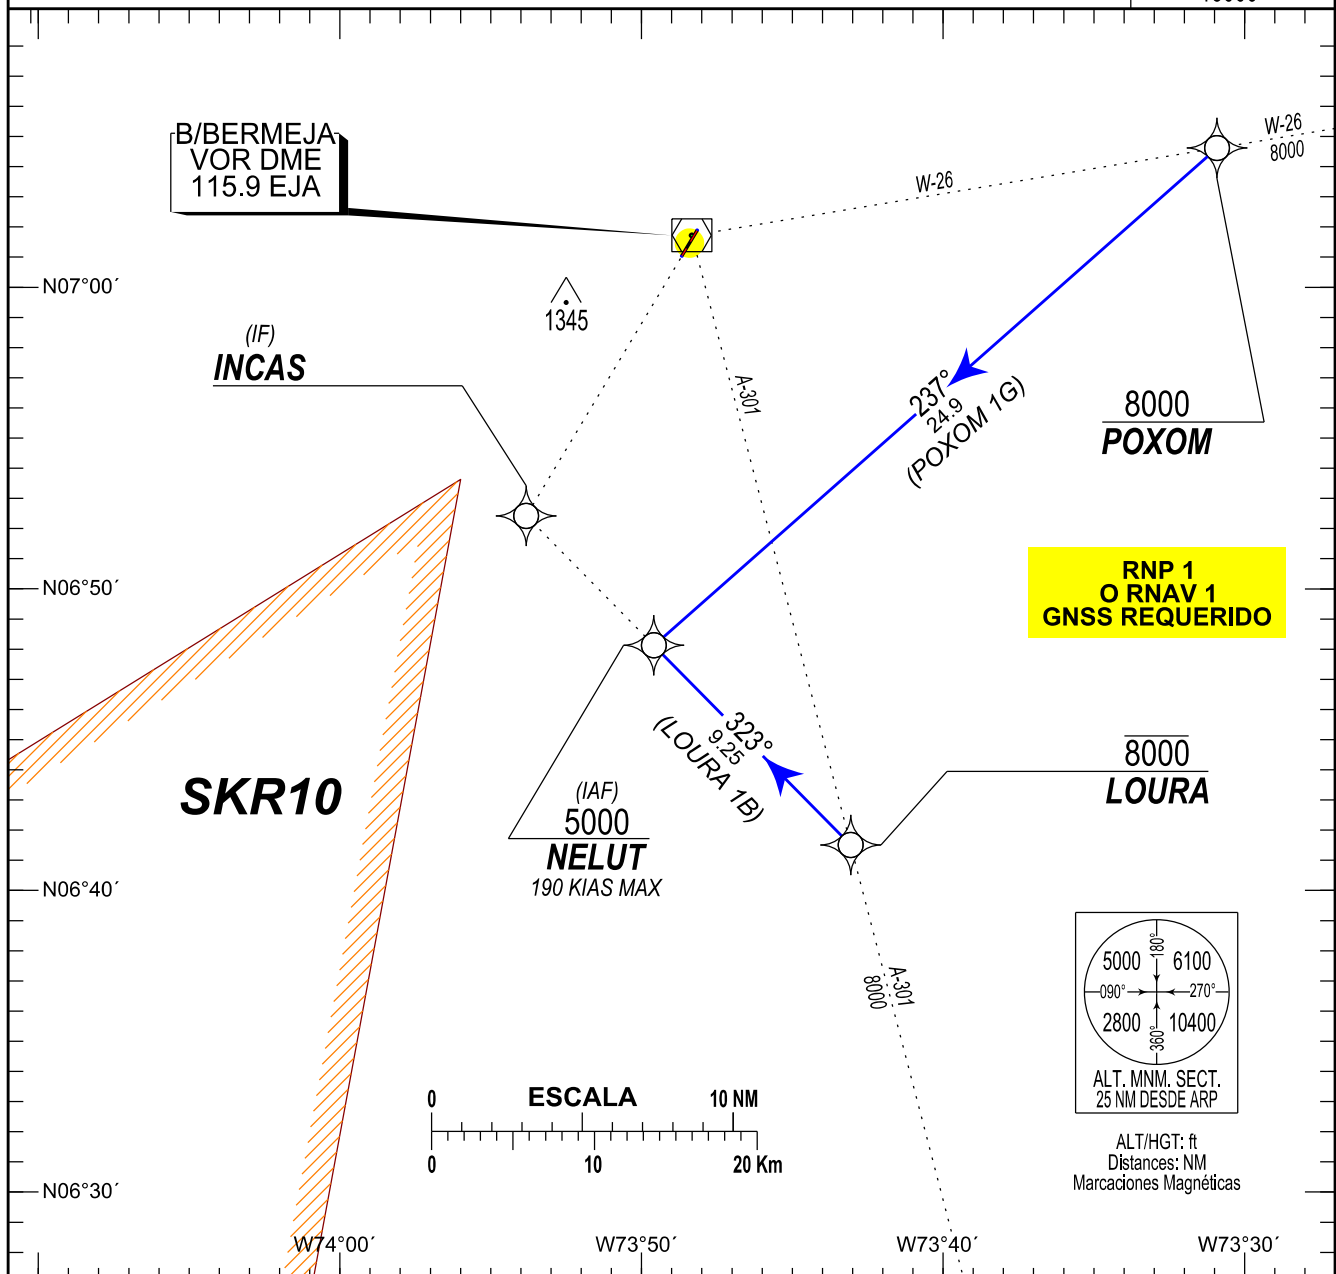 W-26
8000
B/BERMEJA
VOR DME
115.9 EJA
W-26
N07°00´
1345
(IF)
INCAS
A-301
237°
24.9
(POXOM 1G)
8000
POXOM
N06°50´
RNP 1
O RNAV 1
GNSS REQUERIDO
323°
9.25
(LOURA 1B)
8000
LOURA
SKR10
(IAF)
5000
NELUT
190 KIAS MAX
N06°40´
A-301
8000
5000 180° 6100
090° 270°
2800 360° 10400
ALT. MNM. SECT.
25 NM DESDE ARP
0 ESCALA 10 NM
0 10 20 Km
ALT/HGT: ft
Distances: NM
Marcaciones Magnéticas
N06°30´
W74°00´ W73°50´ W73°40´ W73°30´